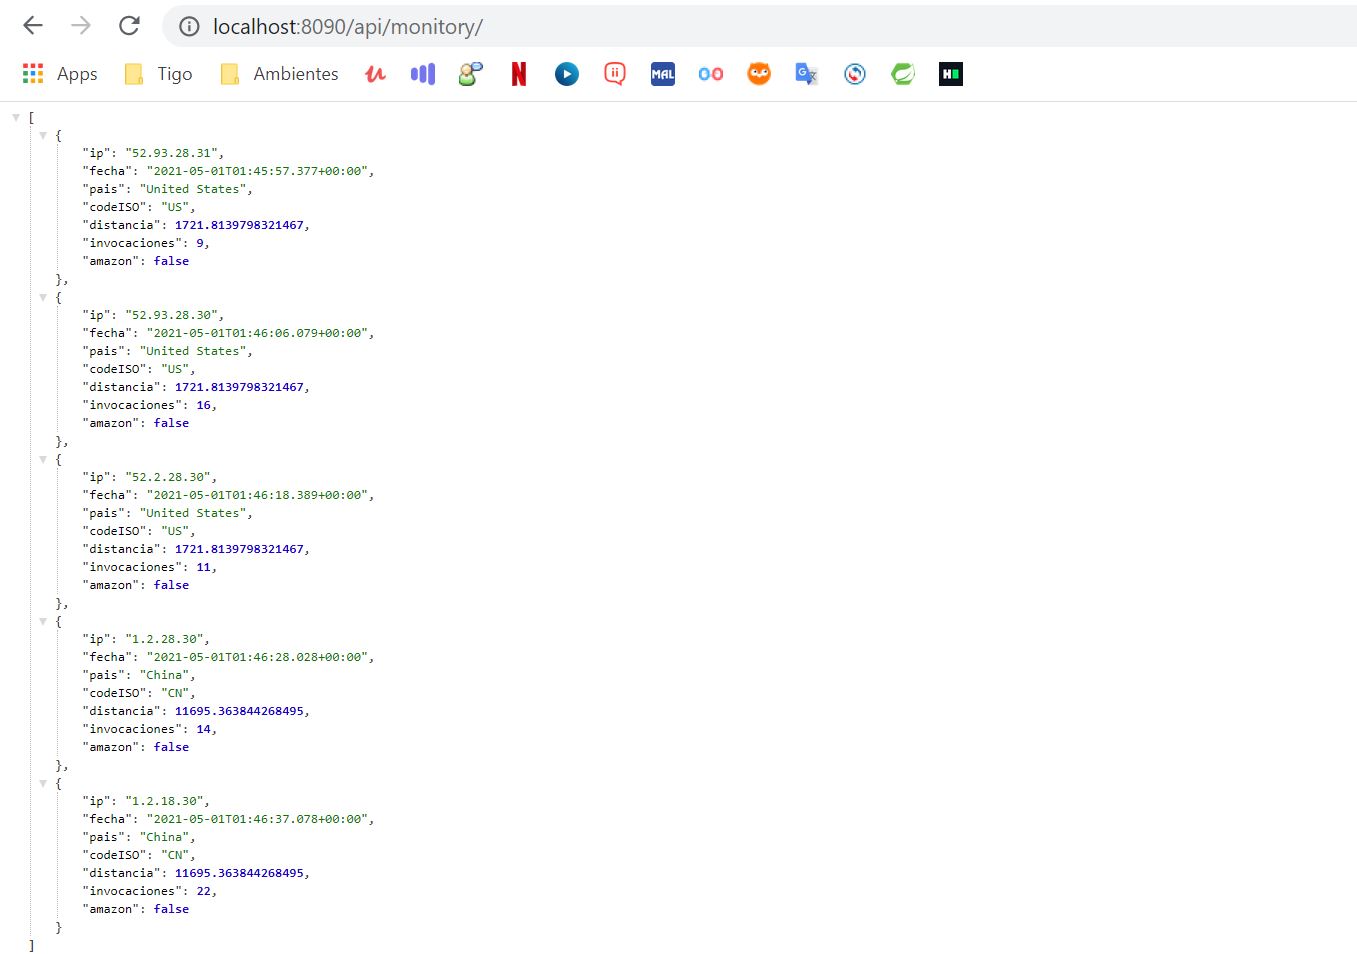 localhost:8090/api/monitory/
Apps Tigo Ambientes
[
{
"ip": "52.93.28.31",
"fecha": "2021-05-01T01:45:57.377+00:00",
"pais": "United States",
"codeISO": "US",
"distancia": 1721.8139798321467,
"invocaciones": 9,
"amazon": false
},
{
"ip": "52.93.28.30",
"fecha": "2021-05-01T01:46:06.079+00:00",
"pais": "United States",
"codeISO": "US",
"distancia": 1721.8139798321467,
"invocaciones": 16,
"amazon": false
},
{
"ip": "52.2.28.30",
"fecha": "2021-05-01T01:46:18.389+00:00",
"pais": "United States",
"codeISO": "US",
"distancia": 1721.8139798321467,
"invocaciones": 11,
"amazon": false
},
{
"ip": "1.2.28.30",
"fecha": "2021-05-01T01:46:28.028+00:00",
"pais": "China",
"codeISO": "CN",
"distancia": 11695.363844268495,
"invocaciones": 14,
"amazon": false
},
{
"ip": "1.2.18.30",
"fecha": "2021-05-01T01:46:37.078+00:00",
"pais": "China",
"codeISO": "CN",
"distancia": 11695.363844268495,
"invocaciones": 22,
"amazon": false
}
]